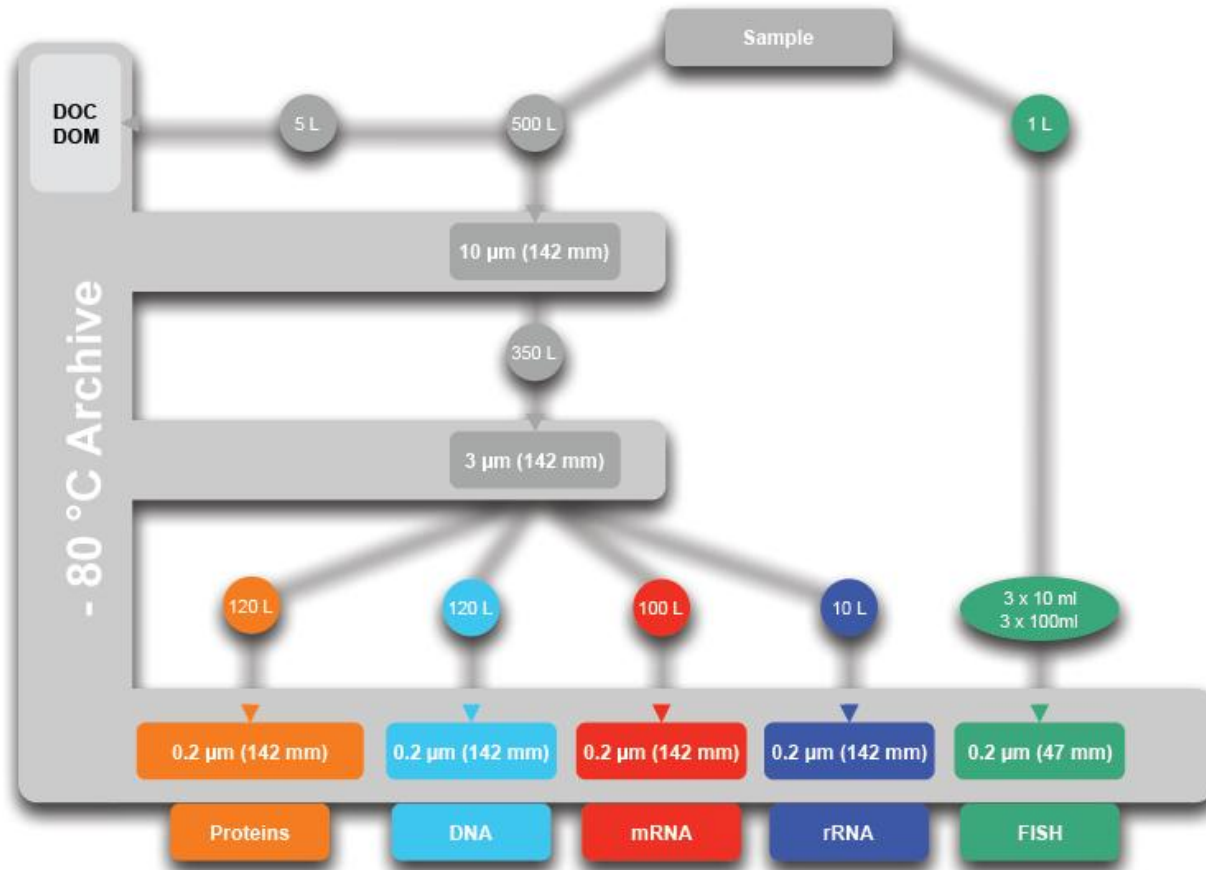 Sample
DOC
DOM
5 L
500 L
1 L
10 µm (142 mm)
350 L
3 µm (142 mm)
- 80 °C Archive
120 L
120 L
100 L
10 L
3 x 10 ml
3 x 100ml
0.2 µm (142 mm)
0.2 µm (142 mm)
0.2 µm (142 mm)
0.2 µm (142 mm)
0.2 µm (47 mm)
Proteins
DNA
mRNA
rRNA
FISH